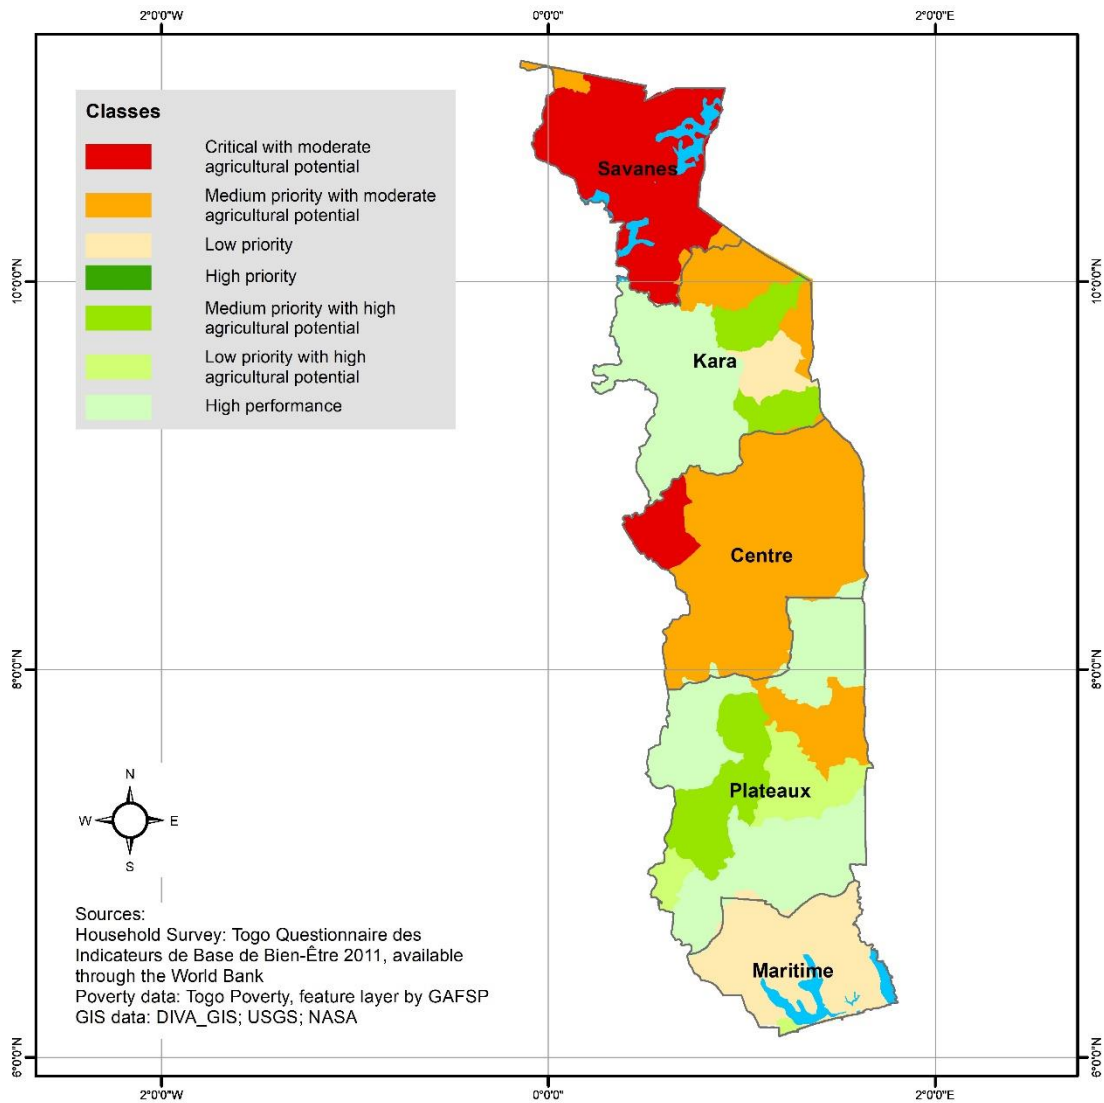 2°0'0"W
0°0'0"
2°0'0"E
Classes
Critical with moderate
agricultural potential
Medium priority with moderate
agricultural potential
Low priority
High priority
Medium priority with high
agricultural potential
Low priority with high
agricultural potential
High performance
Savanes
10°0'0"N
10°0'0"N
Kara
Centre
8°0'0"N
8°0'0"N
Plateaux
N
W
E
S
Sources:
Household Survey: Togo Questionnaire des
Indicateurs de Base de Bien-Être 2011, available
through the World Bank
Poverty data: Togo Poverty, feature layer by GAFSP
GIS data: DIVA_GIS; USGS; NASA
Maritime
6°0'0"N
6°0'0"N
2°0'0"W
0°0'0"
2°0'0"E